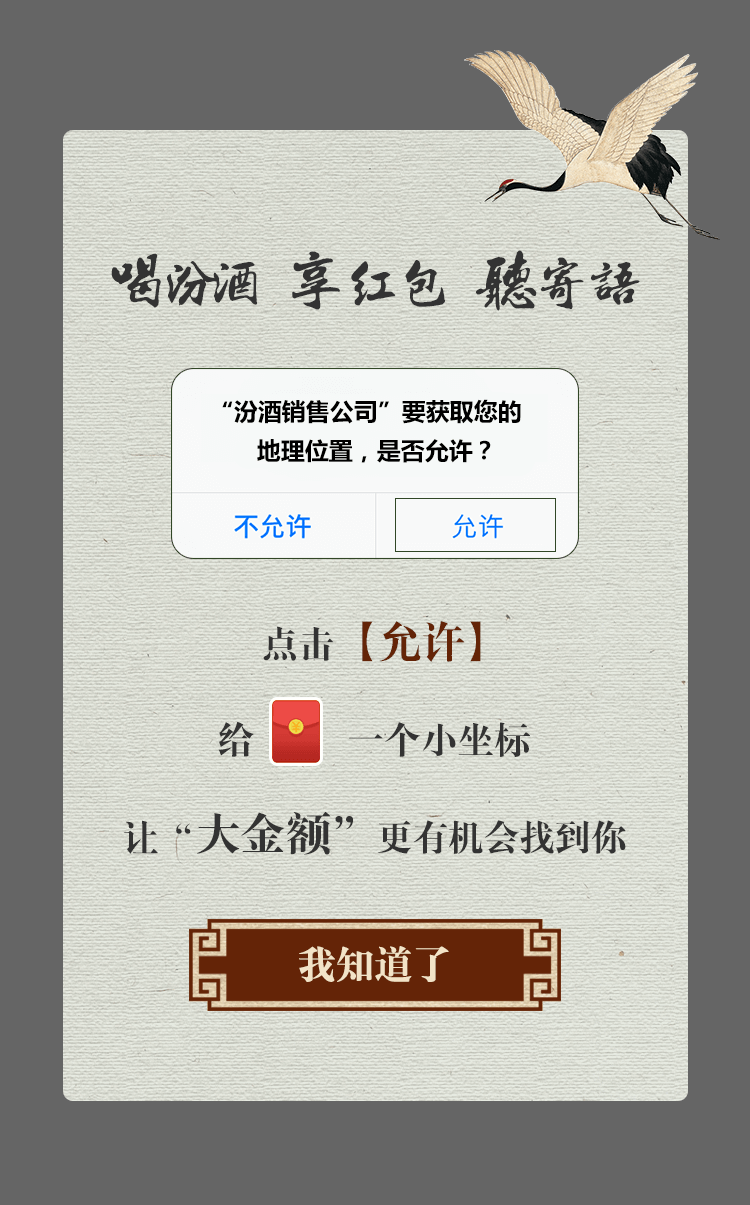 喝汾酒 享红包 聽寄語
“汾酒销售公司”要获取您的
地理位置，是否允许？
不允许 允许
点击【允许】
给 一个小坐标
让“大金额”更有机会找到你
我知道了